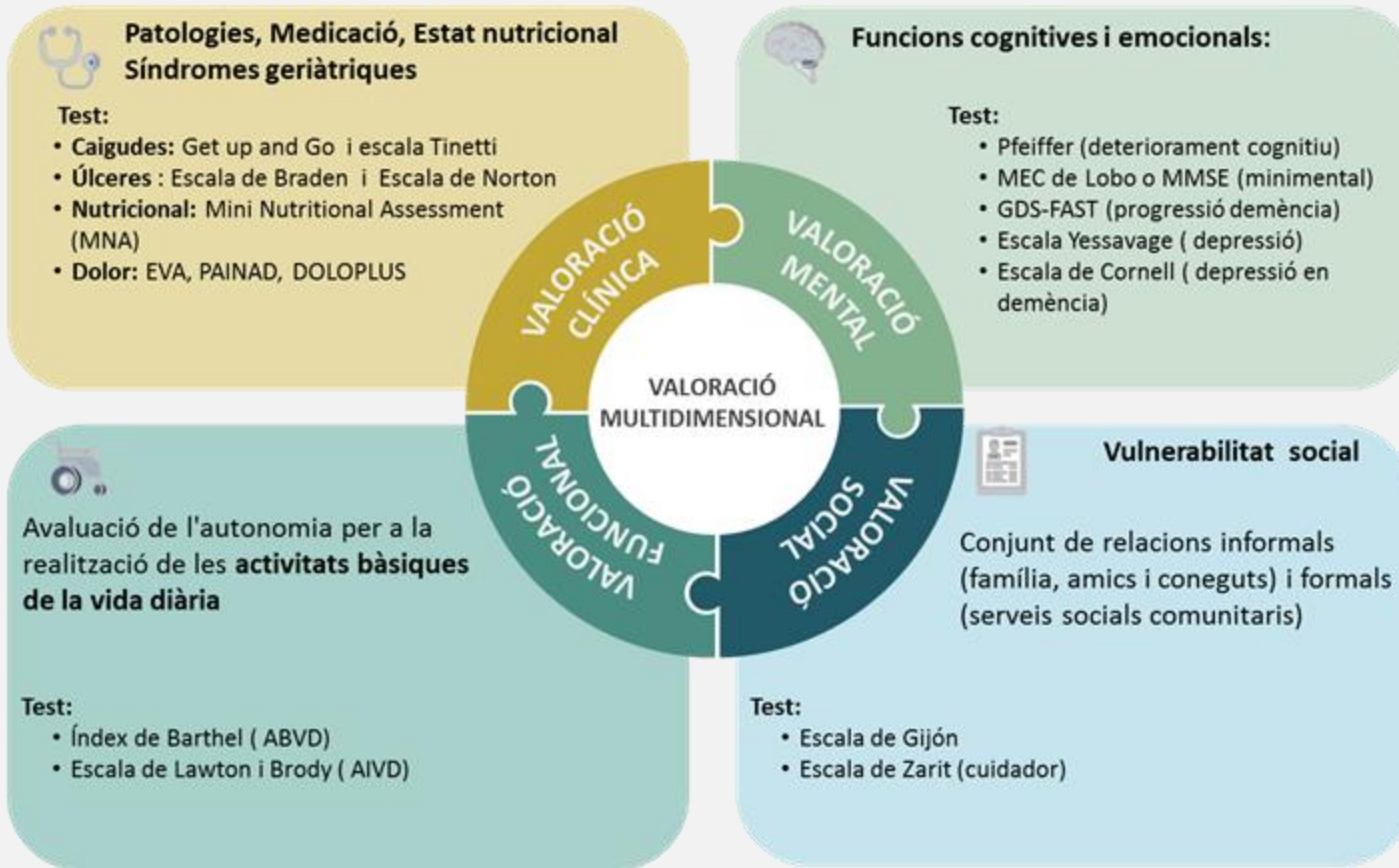 Patologies, Medicació, Estat nutricional
Síndromes geriàtriques
Test:
• Caigudes: Get up and Go i escala Tinetti
• Úlceres : Escala de Braden i Escala de Norton
• Nutricional: Mini Nutritional Assessment
(MNA)
• Dolor: EVA, PAINAD, DOLOPLUS
Funcions cognitives i emocionals:
Test:
• Pfeiffer (deteriorament cognitiu)
• MEC de Lobo o MMSE (minimental)
• GDS-FAST (progressió demència)
• Escala Yessavage ( depressió)
• Escala de Cornell ( depressió en
demència)
VALORACIÓ
CLÍNICA
VALORACIÓ
MENTAL
VALORACIÓ
MULTIDIMENSIONAL
VALORACIÓ
FUNCIONAL
VALORACIÓ
SOCIAL
Avaluació de l'autonomia per a la
realització de les activitats bàsiques
de la vida diària
Test:
• Índex de Barthel ( ABVD)
• Escala de Lawton i Brody ( AIVD)
Vulnerabilitat social
Conjunt de relacions informals
(família, amics i coneguts) i formals
(serveis socials comunitaris)
Test:
• Escala de Gijón
• Escala de Zarit (cuidador)